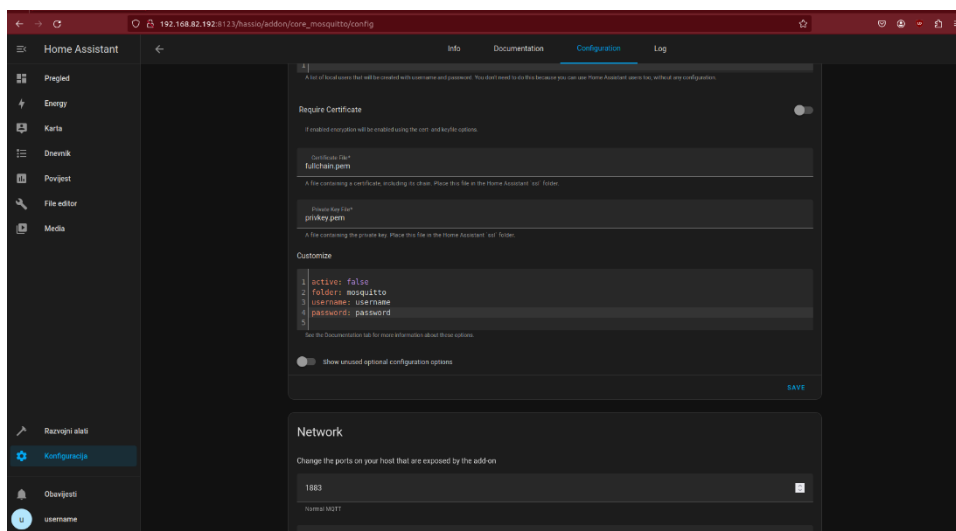 192.168.82.192:8123/hassio/addon/core_mosquitto/config
Home Assistant
Info
Documentation
Configuration
Log
Pregled
Energy
Karta
Dnevnik
Povijest
File editor
Media
Razvojni alati
Konfiguracija
Obavijesti
u
username
1
A list of local users that will be created with username and password. You don't need to do this because you can use Home Assistant users too, without any configuration.
Require Certificate
If enabled encryption will be enabled using the cert- and keyfile options.
Certificate File*
fullchain.pem
A file containing a certificate, including its chain. Place this file in the Home Assistant `ssl` folder.
Private Key File*
privkey.pem
A file containing the private key. Place this file in the Home Assistant `ssl` folder.
Customize
1 active: false
2 folder: mosquitto
3 username: username
4 password: password
5
See the Documentation tab for more information about these options.
Show unused optional configuration options
SAVE
Network
Change the ports on your host that are exposed by the add-on
1883
Normal MQTT